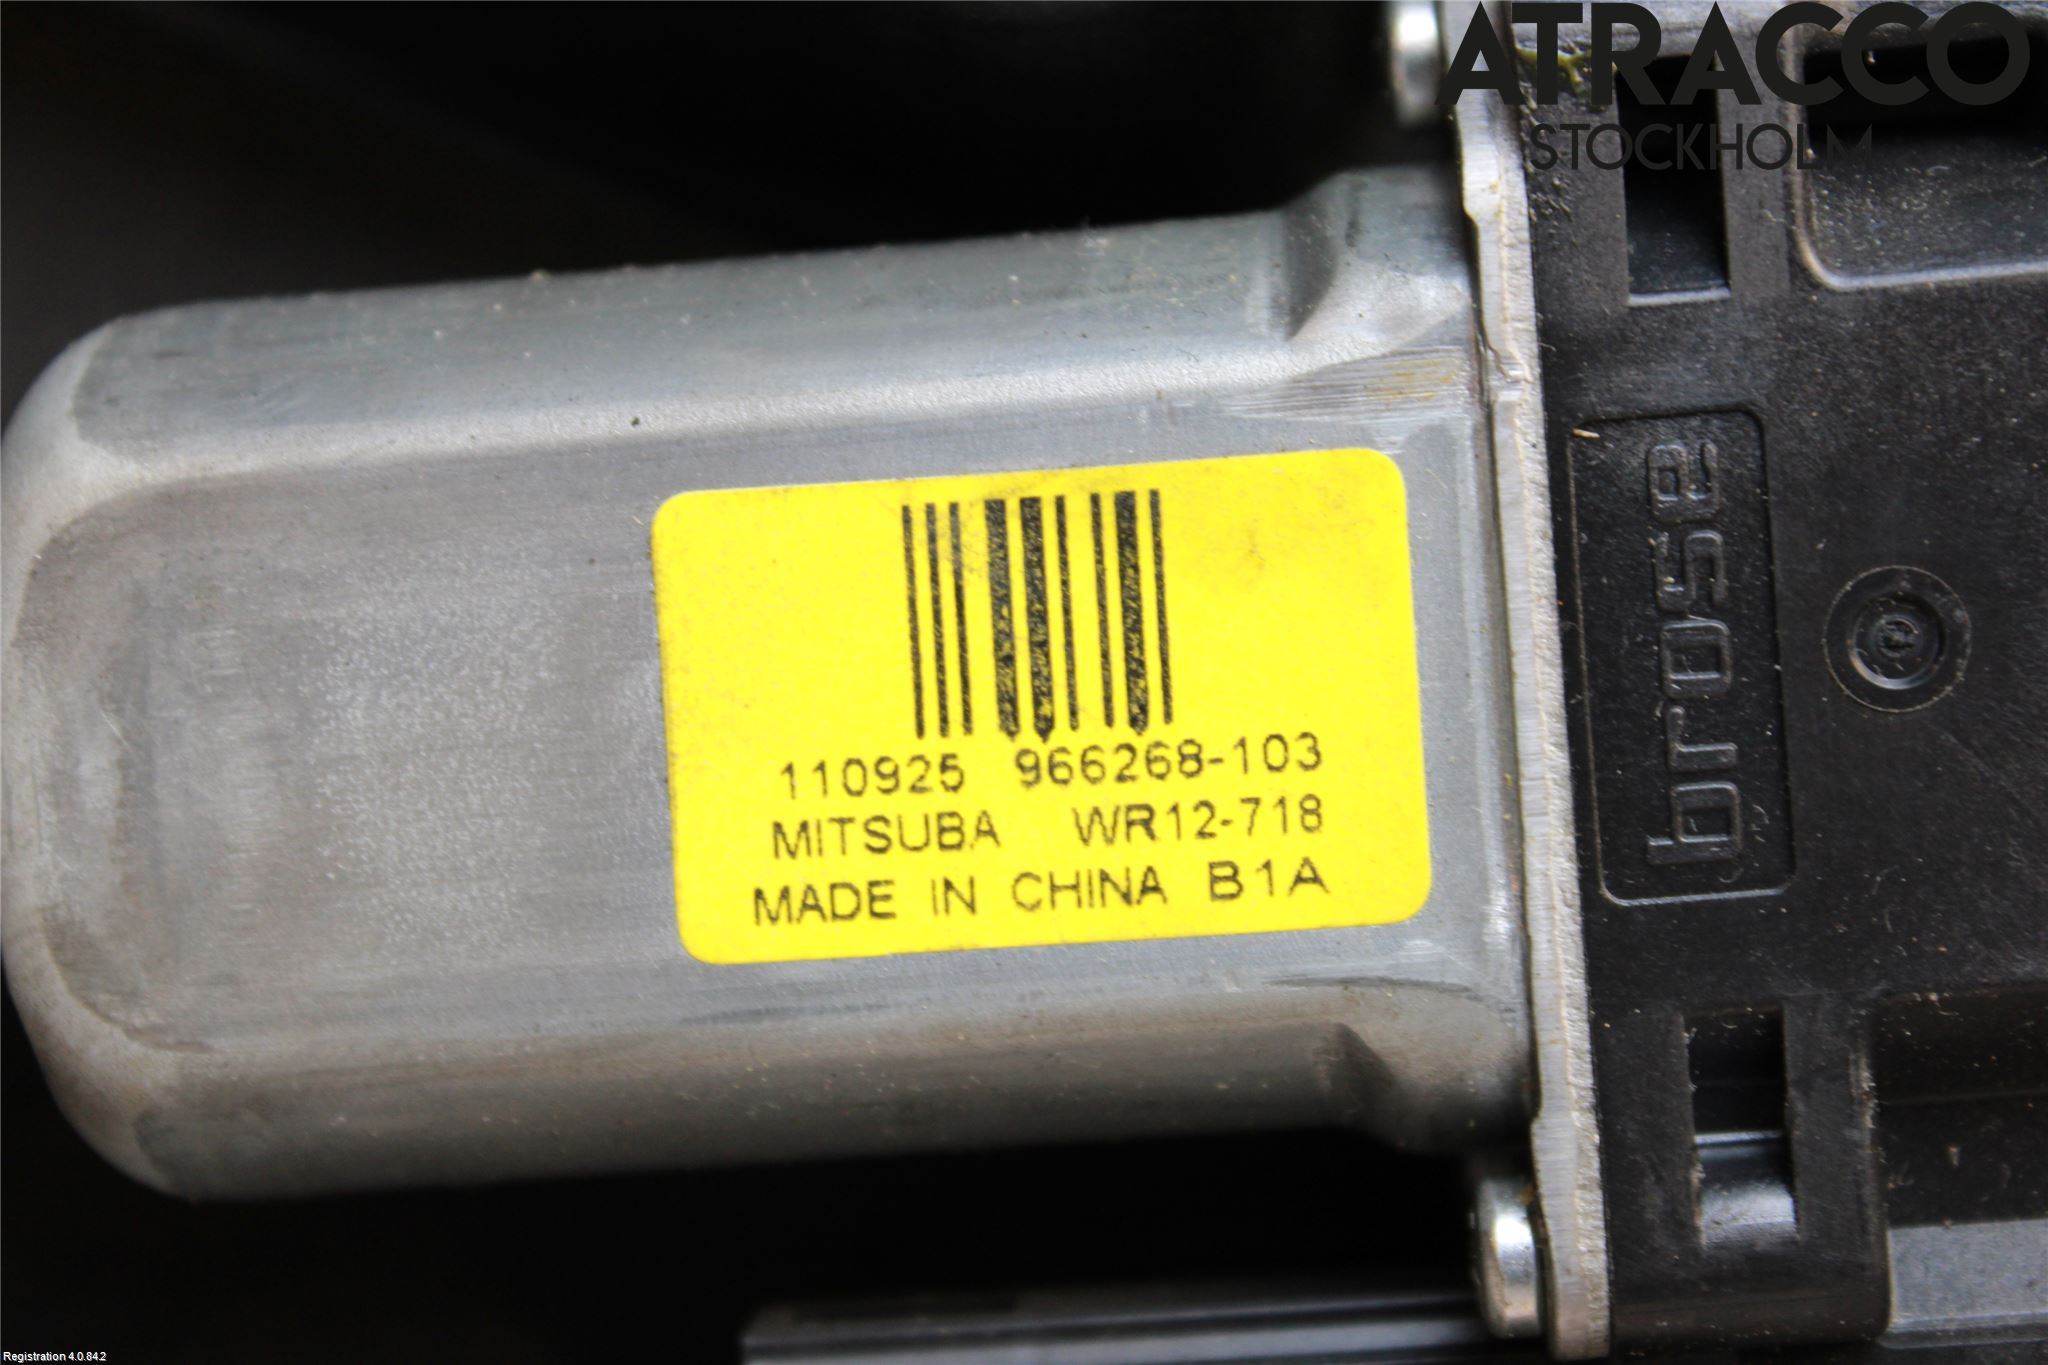 ATRACCO
STOCKHOLM
110925 966268-103
MITSUBA WR12-718
MADE IN CHINA B1A
brose
Registration 4.0.84.2